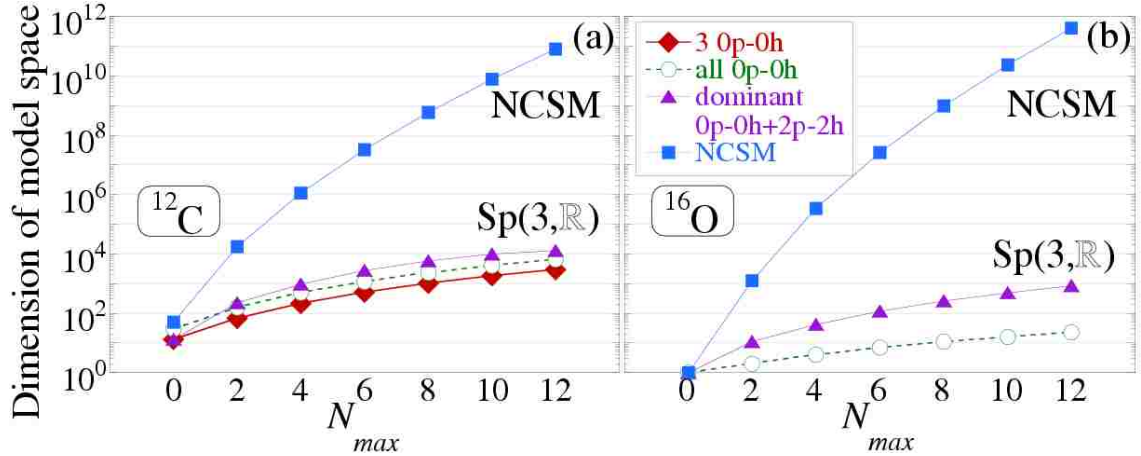 Dimension of model space
10^12
10^10
10^8
10^6
10^4
10^2
10^0
(a)
NCSM
^12C
Sp(3,ℝ)
0 2 4 6 8 10 12
N_max
3 0p-0h
all 0p-0h
dominant
0p-0h+2p-2h
NCSM
(b)
NCSM
^16O
Sp(3,ℝ)
0 2 4 6 8 10 12
N_max